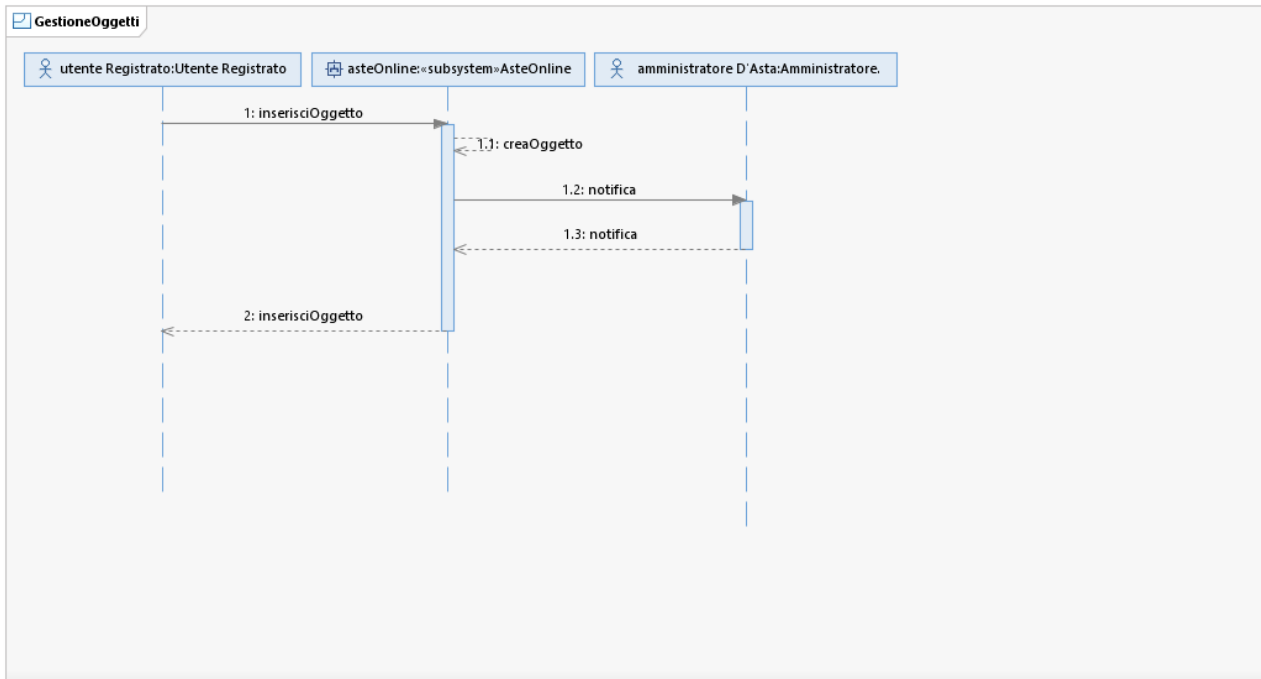 GestioneOggetti
utente Registrato:Utente Registrato
asteOnline:«subsystem»AsteOnline
amministratore D'Asta:Amministratore.
1: inserisciOggetto
1.1: creaOggetto
1.2: notifica
1.3: notifica
2: inserisciOggetto